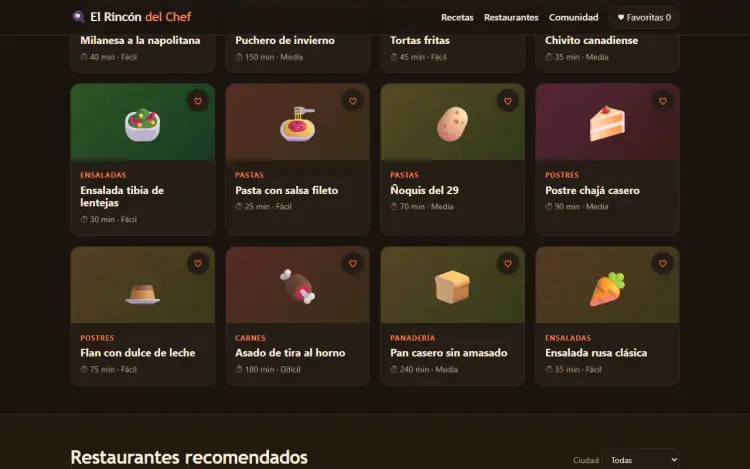 El Rincón del Chef
Recetas Restaurantes Comunidad ♥ Favoritas 0
Milanesa a la napolitana
⏱ 40 min · Fácil
Puchero de invierno
⏱ 150 min · Media
Tortas fritas
⏱ 45 min · Fácil
Chivito canadiense
⏱ 35 min · Media
ENSALADAS
Ensalada tibia de
lentejas
⏱ 30 min · Fácil
PASTAS
Pasta con salsa fileto
⏱ 25 min · Fácil
PASTAS
Ñoquis del 29
⏱ 70 min · Media
POSTRES
Postre chajá casero
⏱ 90 min · Media
POSTRES
Flan con dulce de leche
⏱ 75 min · Fácil
CARNES
Asado de tira al horno
⏱ 180 min · Difícil
PANADERÍA
Pan casero sin amasado
⏱ 240 min · Media
ENSALADAS
Ensalada rusa clásica
⏱ 35 min · Fácil
Restaurantes recomendados
Ciudad Todas